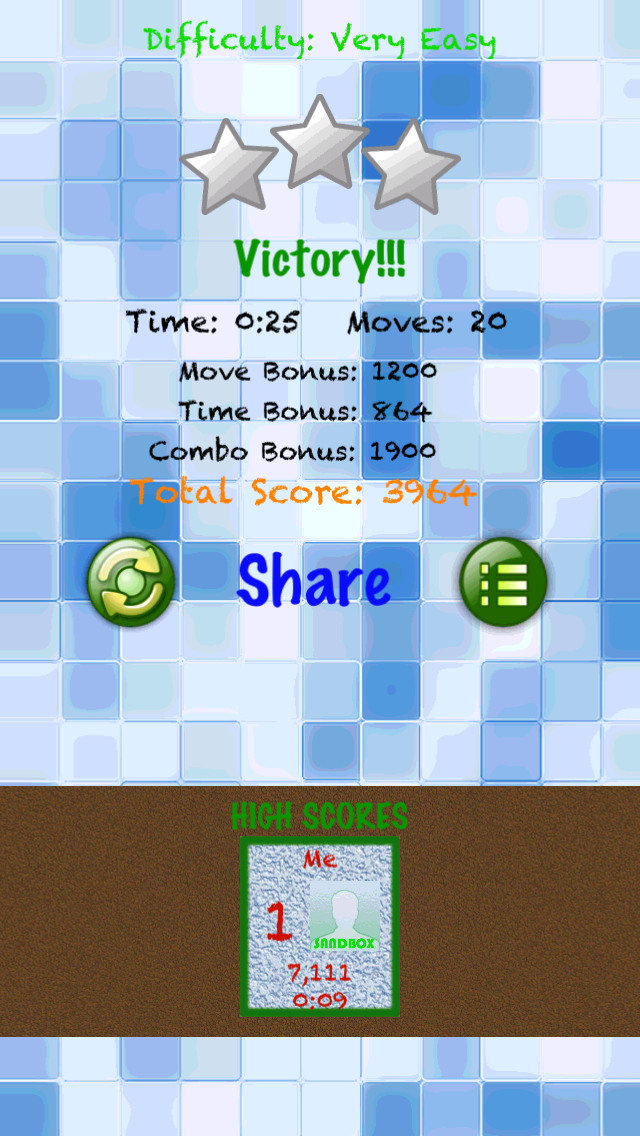 Difficulty: Very Easy
Victory!!!
Time: 0:25 Moves: 20
Move Bonus: 1200
Time Bonus: 864
Combo Bonus: 1900
Total Score: 3964
Share
HIGH SCORES
Me
1
SANDBOX
7,111
0:09